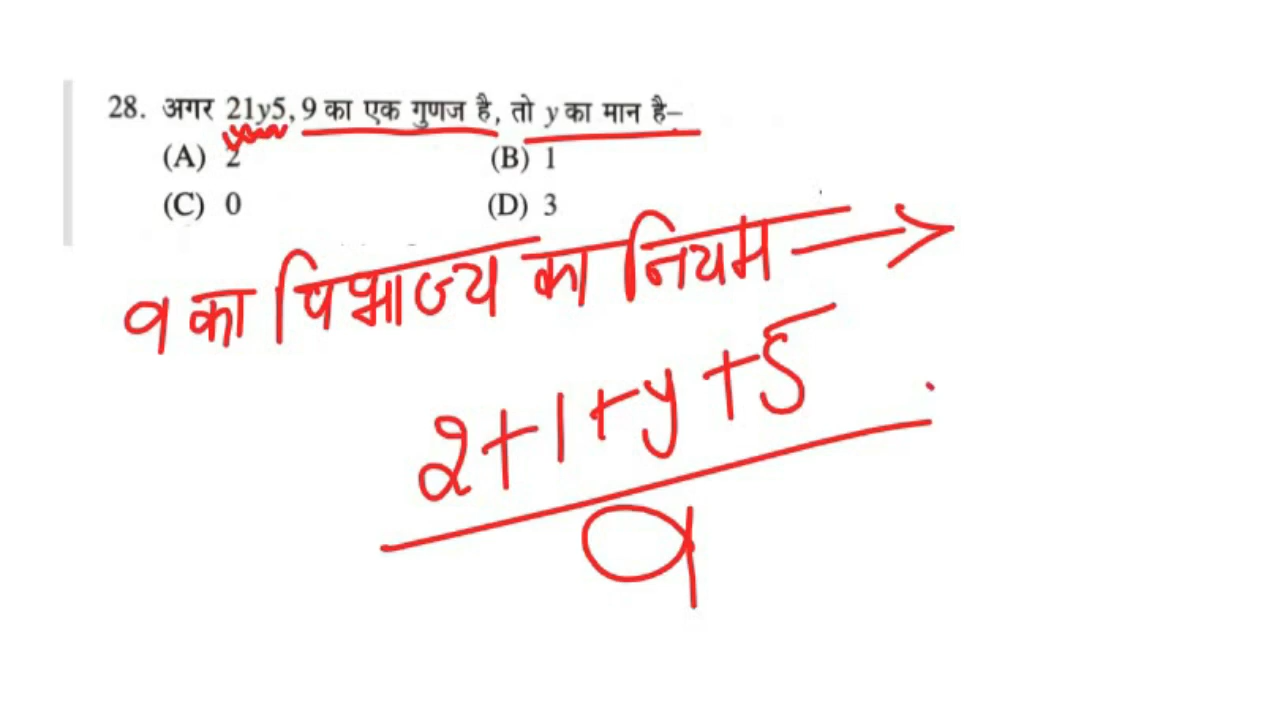 28. अगर 21y5, 9 का एक गुणज है, तो y का मान है–
(A) 2 (B) 1
(C) 0 (D) 3
9 का विभाज्य का नियम →
2+1+y+5
9